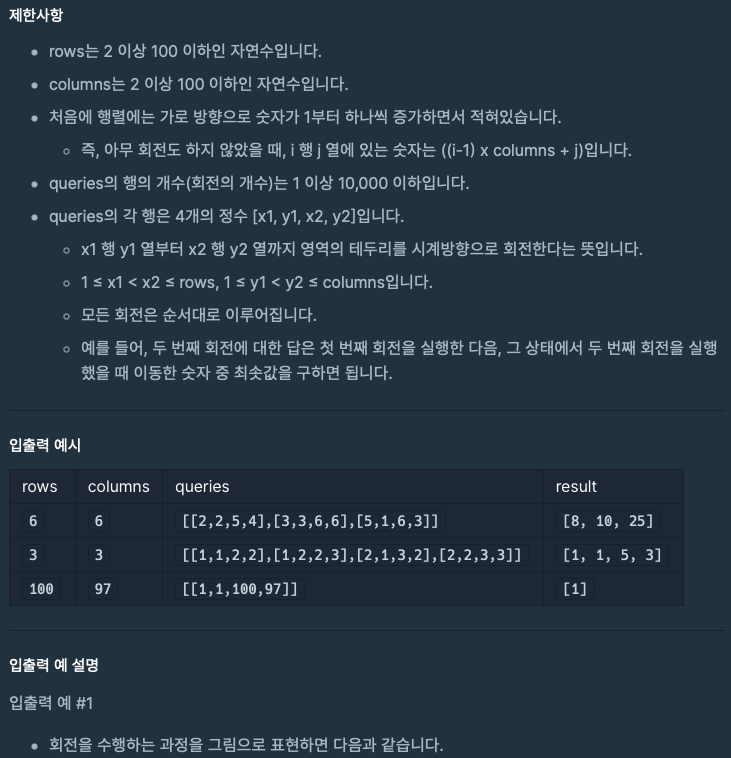 제한사항
rows는 2 이상 100 이하인 자연수입니다.
columns는 2 이상 100 이하인 자연수입니다.
처음에 행렬에는 가로 방향으로 숫자가 1부터 하나씩 증가하면서 적혀있습니다.
즉, 아무 회전도 하지 않았을 때, i 행 j 열에 있는 숫자는 ((i-1) x columns + j)입니다.
queries의 행의 개수(회전의 개수)는 1 이상 10,000 이하입니다.
queries의 각 행은 4개의 정수 [x1, y1, x2, y2]입니다.
x1 행 y1 열부터 x2 행 y2 열까지 영역의 테두리를 시계방향으로 회전한다는 뜻입니다.
1 ≤ x1 < x2 ≤ rows, 1 ≤ y1 < y2 ≤ columns입니다.
모든 회전은 순서대로 이루어집니다.
예를 들어, 두 번째 회전에 대한 답은 첫 번째 회전을 실행한 다음, 그 상태에서 두 번째 회전을 실행
했을 때 이동한 숫자 중 최솟값을 구하면 됩니다.
입출력 예시
rows columns queries result
6 6 [[2,2,5,4],[3,3,6,6],[5,1,6,3]] [8, 10, 25]
3 3 [[1,1,2,2],[1,2,2,3],[2,1,3,2],[2,2,3,3]] [1, 1, 5, 3]
100 97 [[1,1,100,97]] [1]
입출력 예 설명
입출력 예 #1
회전을 수행하는 과정을 그림으로 표현하면 다음과 같습니다.